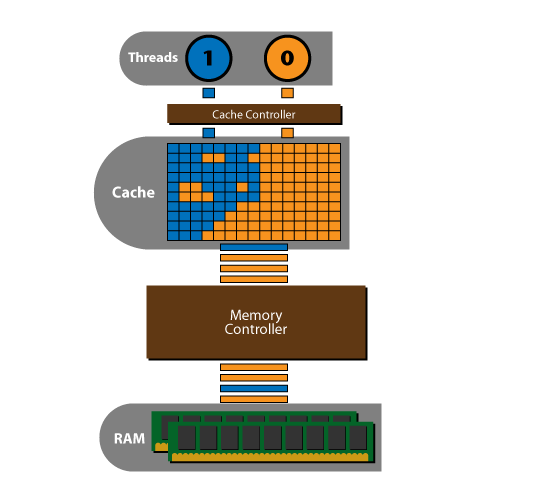 Threads
1
0
Cache Controller
Cache
Memory
Controller
RAM